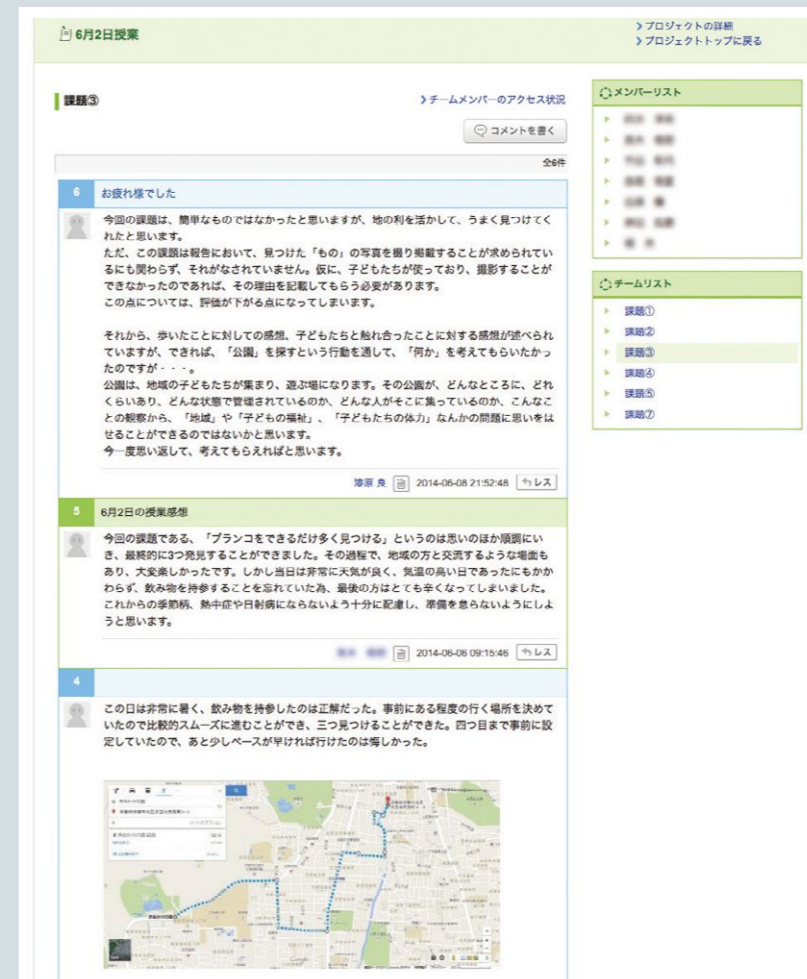 6月2日授業
プロジェクトの詳細
プロジェクトトップに戻る
課題③
チームメンバーのアクセス状況
コメントを書く
全6件
6 お疲れ様でした
今回の課題は、簡単なものではなかったと思いますが、地の利を活かして、うまく見つけてく
れたと思います。
ただ、この課題は報告において、見つけた「もの」の写真を撮り掲載することが求められてい
るにも関わらず、それがなされていません。仮に、子どもたちが使っており、撮影することが
できなかったのであれば、その理由を記載してもらう必要があります。
この点については、評価が下がる点になってしまいます。
それから、歩いたことに対しての感想、子どもたちと触れ合ったことに対する感想が述べられ
ていますが、できれば、「公園」を探すという行動を通して、「何か」を考えてもらいたかっ
たのですが・・・。
公園は、地域の子どもたちが集まり、遊ぶ場になります。その公園が、どんなところに、どれ
くらいあり、どんな状態で管理されているのか、どんな人がそこに集っているのか、こんなこ
との観察から、「地域」や「子どもの福祉」、「子どもたちの体力」なんかの問題に思いをは
せることができるのではないかと思います。
今一度思い返して、考えてもらえればと思います。
漆原 良 2014-06-08 21:52:48 レス
5 6月2日の授業感想
今回の課題である、「ブランコをできるだけ多く見つける」というのは思いのほか順調にい
き、最終的に3つ発見することができました。その過程で、地域の方と交流するような場面も
あり、大変楽しかったです。しかし当日は非常に天気が良く、気温の高い日であったにもかか
わらず、飲み物を持参することを忘れていた為、最後の方はとても辛くなってしまいました。
これからの季節柄、熱中症や日射病にならないよう十分に配慮し、準備を怠らないようにしよ
うと思います。
2014-06-06 09:15:46 レス
4
この日は非常に暑く、飲み物を持参したのは正解だった。事前にある程度の行く場所を決めて
いたので比較的スムーズに進むことができ、三つ見つけることができた。四つ目まで事前に設
定していたので、あと少しペースが早ければ行けたのは悔しかった。
Google
メンバーリスト
チームリスト
課題①
課題②
課題③
課題④
課題⑤
課題⑦